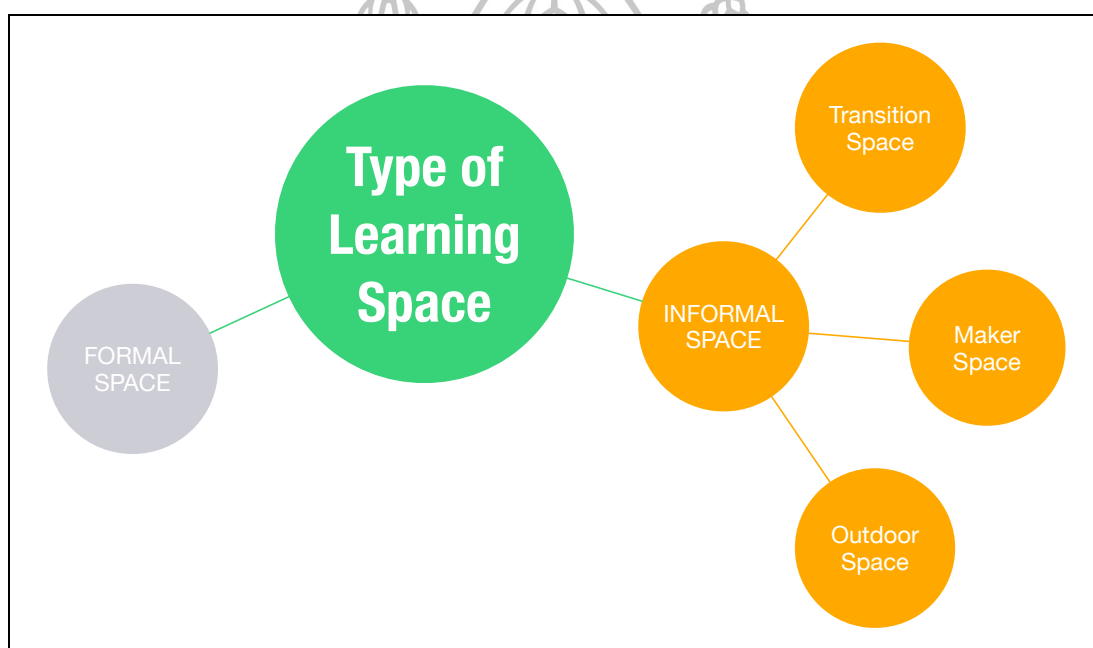 Type of
Learning
Space
FORMAL
SPACE
INFORMAL
SPACE
Transition
Space
Maker
Space
Outdoor
Space